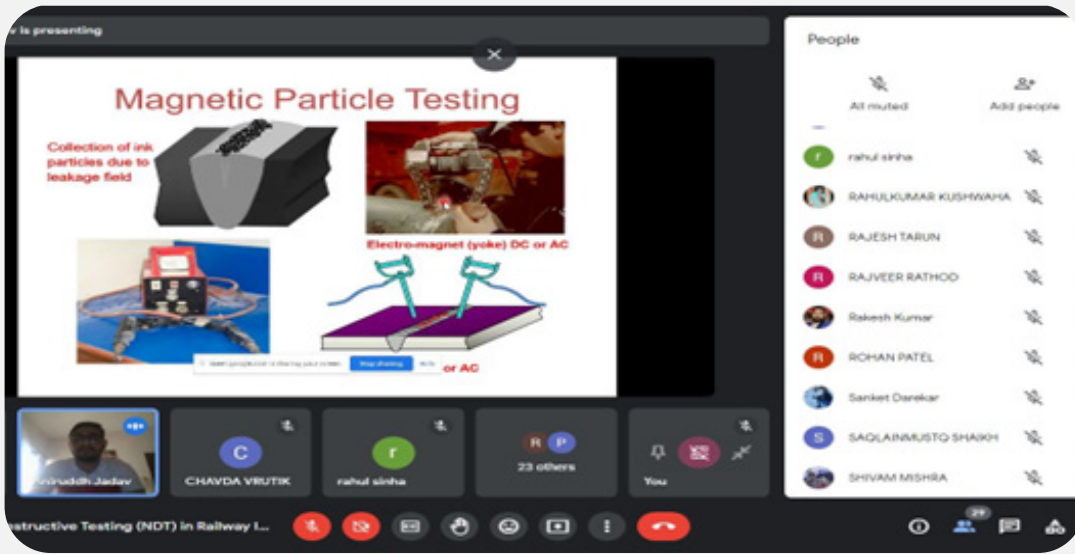 is presenting
People
All muted
Add people
Magnetic Particle Testing
Collection of ink
particles due to
leakage field
Electro-magnet (yoke) DC or AC
Stop sharing
or AC
r
rahul sinha
RAHULKUMAR KUSHWAHA
R
RAJESH TARUN
R
RAJVEER RATHOD
Rakesh Kumar
R
ROHAN PATEL
Sanket Darekar
S
SAQLAINMUSTQ SHAIKH
SHIVAM MISHRA
niruddh Jadav
C
CHAVDA VRUTIK
r
rahul sinha
R P
23 others
You
structive Testing (NDT) in Railway I...
29